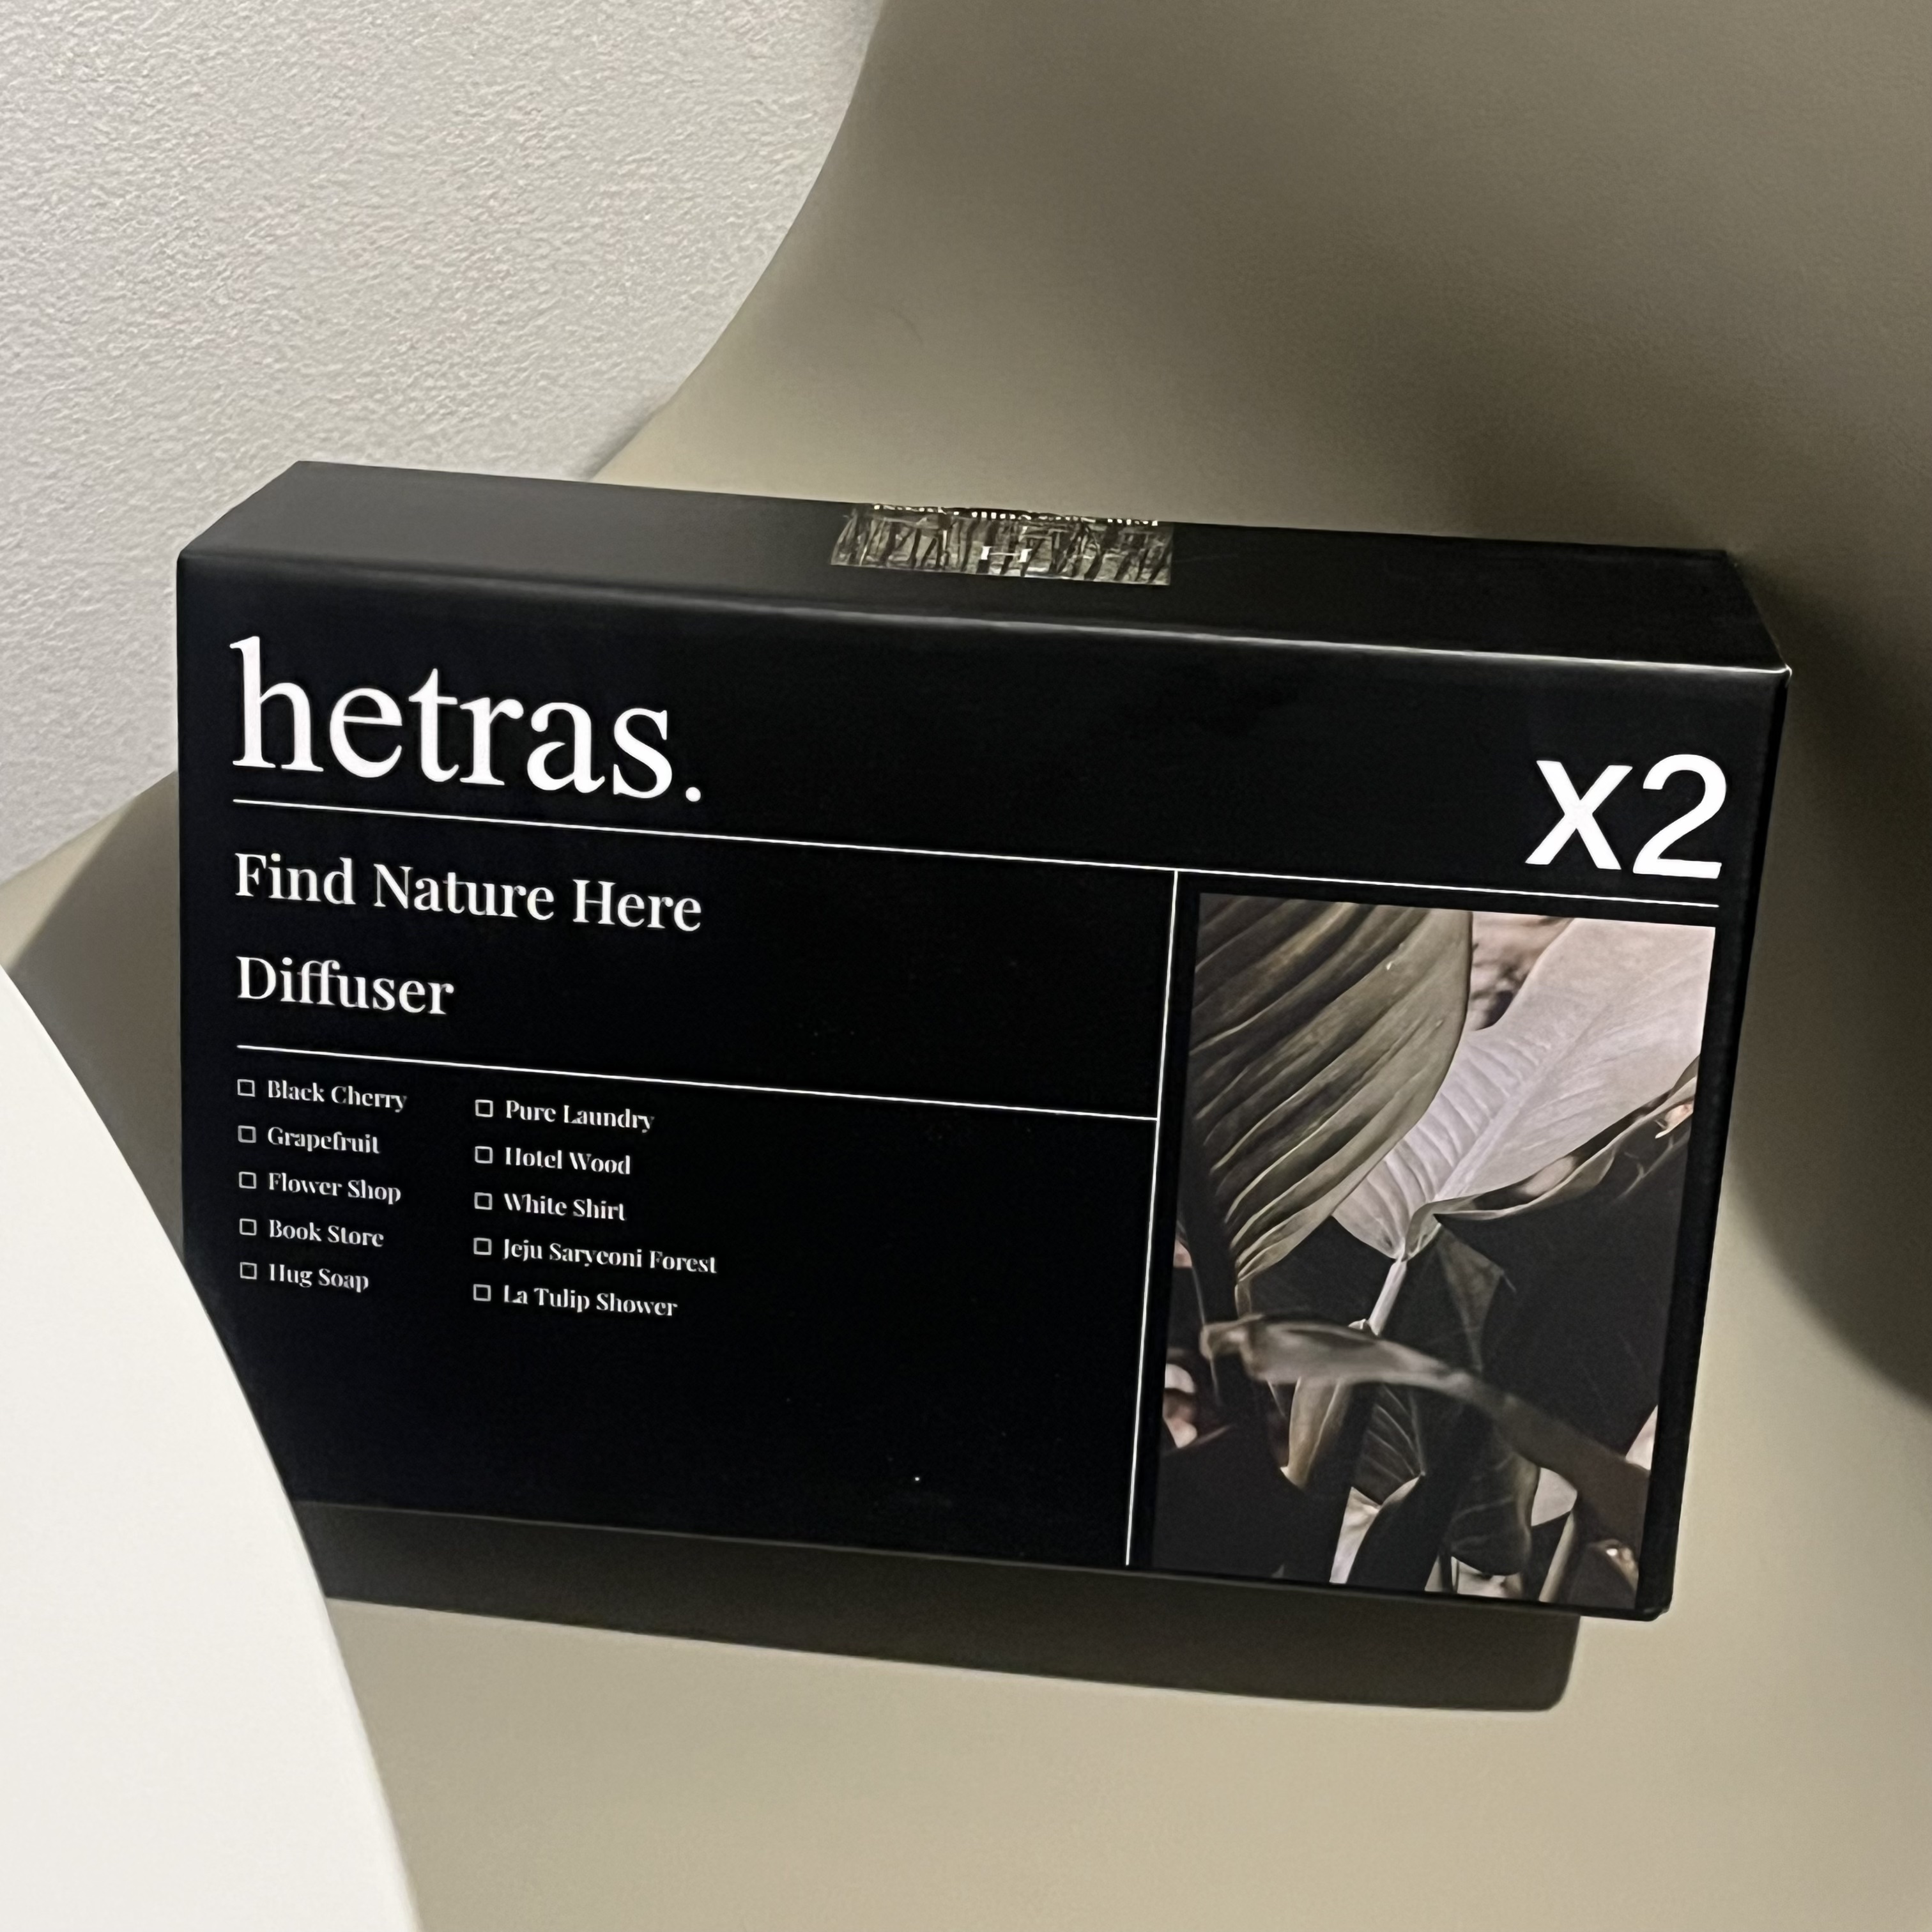 hetras.
x2
Find Nature Here
Diffuser
☐ Black Cherry
☐ Grapefruit
☐ Flower Shop
☐ Book Store
☐ Hug Soap
☐ Pure Laundry
☐ Hotel Wood
☐ White Shirt
☐ Jeju Saryeoni Forest
☐ La Tulip Shower